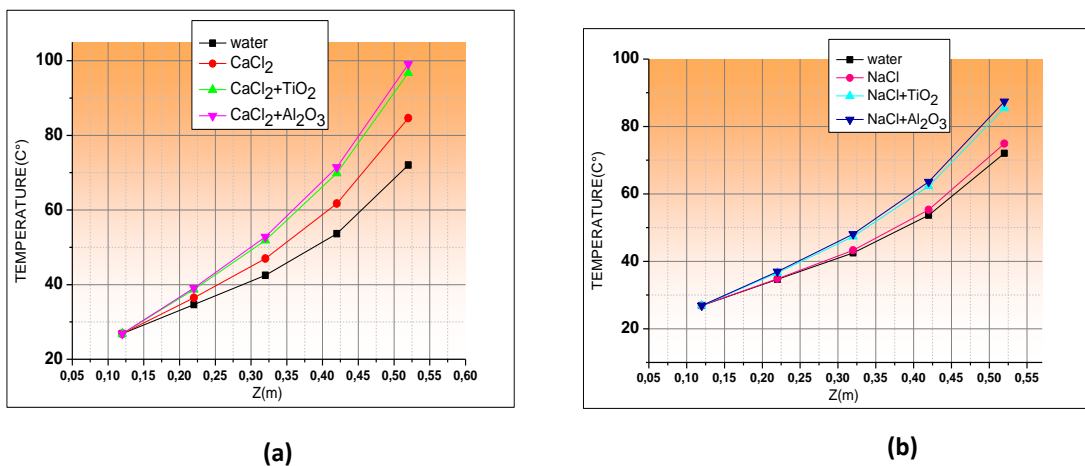 water
CaCl2
CaCl2+TiO2
CaCl2+Al2O3
TEMPERATURE(C°)
100
80
60
40
20
0,05 0,10 0,15 0,20 0,25 0,30 0,35 0,40 0,45 0,50 0,55 0,60
Z(m)
(a)
water
NaCl
NaCl+TiO2
NaCl+Al2O3
TEMPERATURE(C°)
100
80
60
40
20
0,05 0,10 0,15 0,20 0,25 0,30 0,35 0,40 0,45 0,50 0,55
Z(m)
(b)